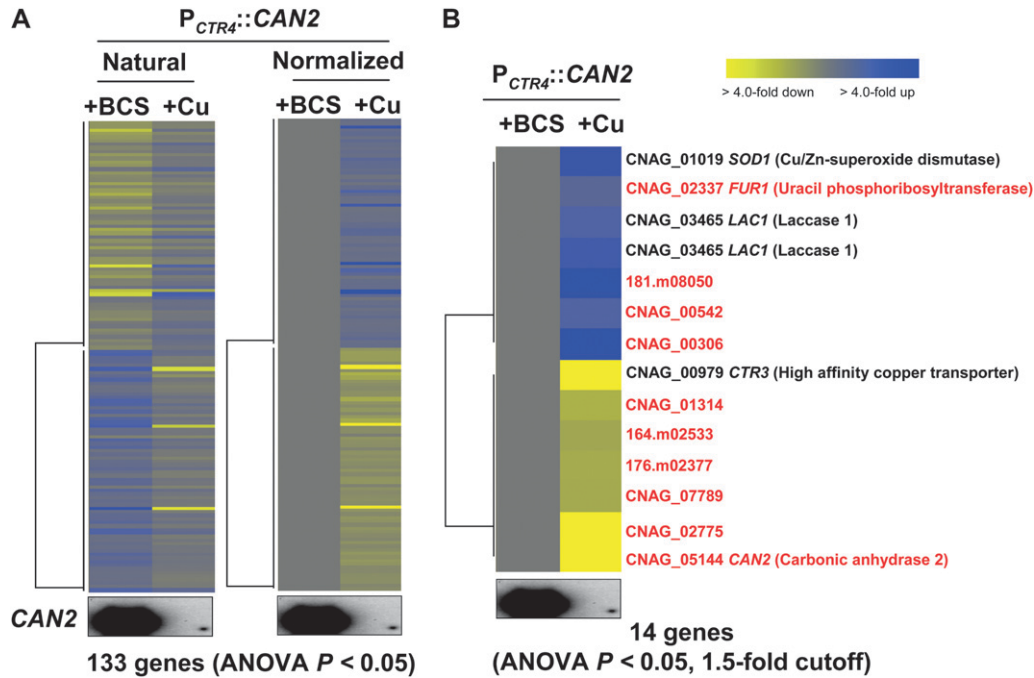 A
P_CTR4::CAN2
Natural
Normalized
+BCS +Cu
+BCS +Cu
CAN2
133 genes (ANOVA P < 0.05)
B
P_CTR4::CAN2
+BCS +Cu
> 4.0-fold down
> 4.0-fold up
CNAG_01019 SOD1 (Cu/Zn-superoxide dismutase)
CNAG_02337 FUR1 (Uracil phosphoribosyltransferase)
CNAG_03465 LAC1 (Laccase 1)
CNAG_03465 LAC1 (Laccase 1)
181.m08050
CNAG_00542
CNAG_00306
CNAG_00979 CTR3 (High affinity copper transporter)
CNAG_01314
164.m02533
176.m02377
CNAG_07789
CNAG_02775
CNAG_05144 CAN2 (Carbonic anhydrase 2)
14 genes
(ANOVA P < 0.05, 1.5-fold cutoff)